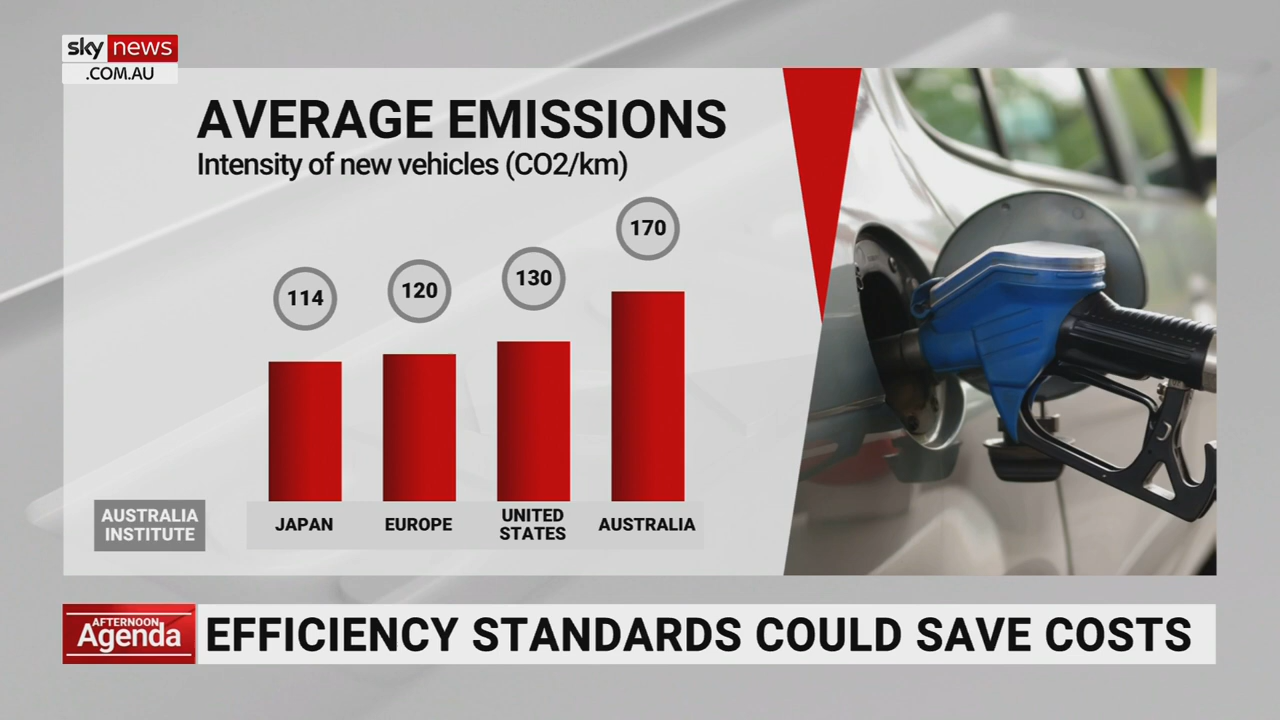 sky news
.COM.AU
AVERAGE EMISSIONS
Intensity of new vehicles (CO2/km)
114
120
130
170
JAPAN
EUROPE
UNITED
STATES
AUSTRALIA
AUSTRALIA
INSTITUTE
AFTERNOON
Agenda
EFFICIENCY STANDARDS COULD SAVE COSTS